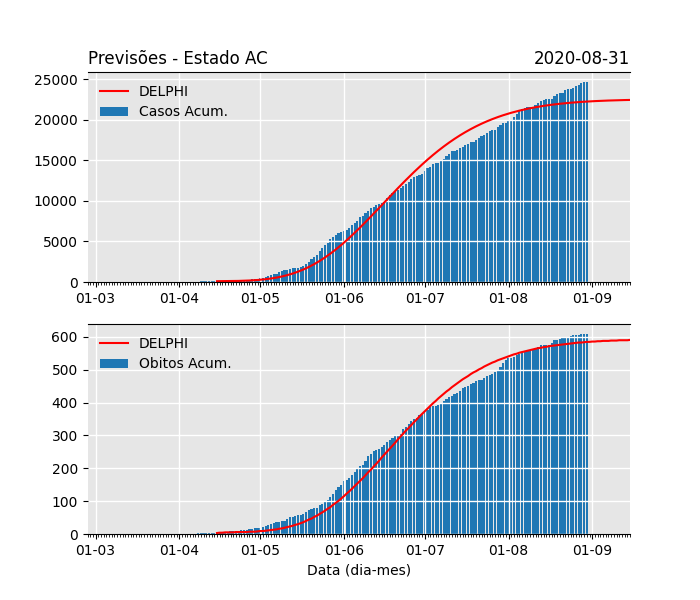 Previsões - Estado AC 2020-08-31
25000
20000
15000
10000
5000
0
DELPHI
Casos Acum.
01-03 01-04 01-05 01-06 01-07 01-08 01-09
600
500
400
300
200
100
0
DELPHI
Obitos Acum.
01-03 01-04 01-05 01-06 01-07 01-08 01-09
Data (dia-mes)